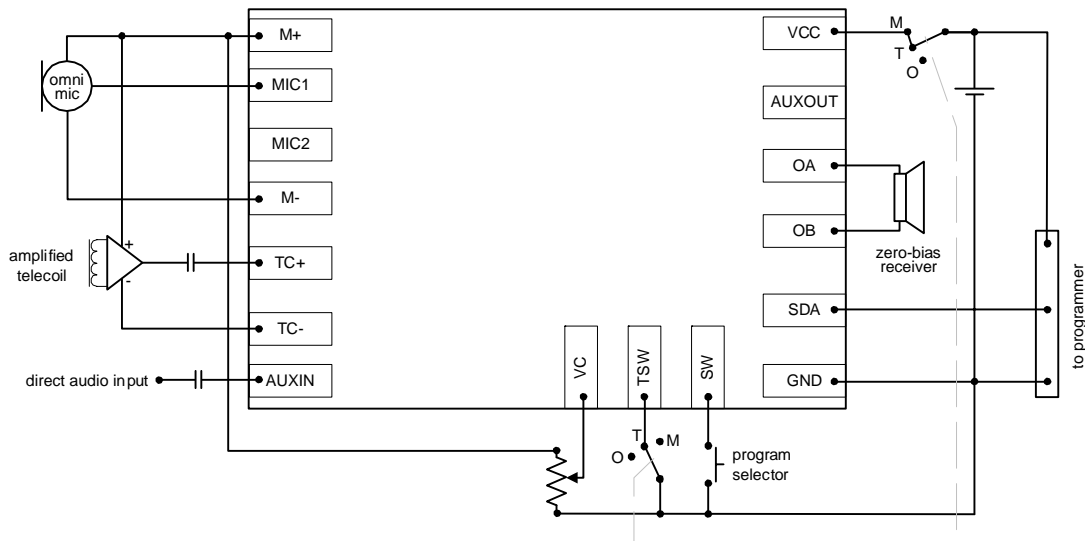 M+
MIC1
MIC2
M-
TC+
TC-
AUXIN
omni
mic
amplified
telecoil
+
-
direct audio input
VC
TSW
SW
T
M
O
program
selector
VCC
AUXOUT
OA
OB
SDA
GND
M
T
O
zero-bias
receiver
to programmer